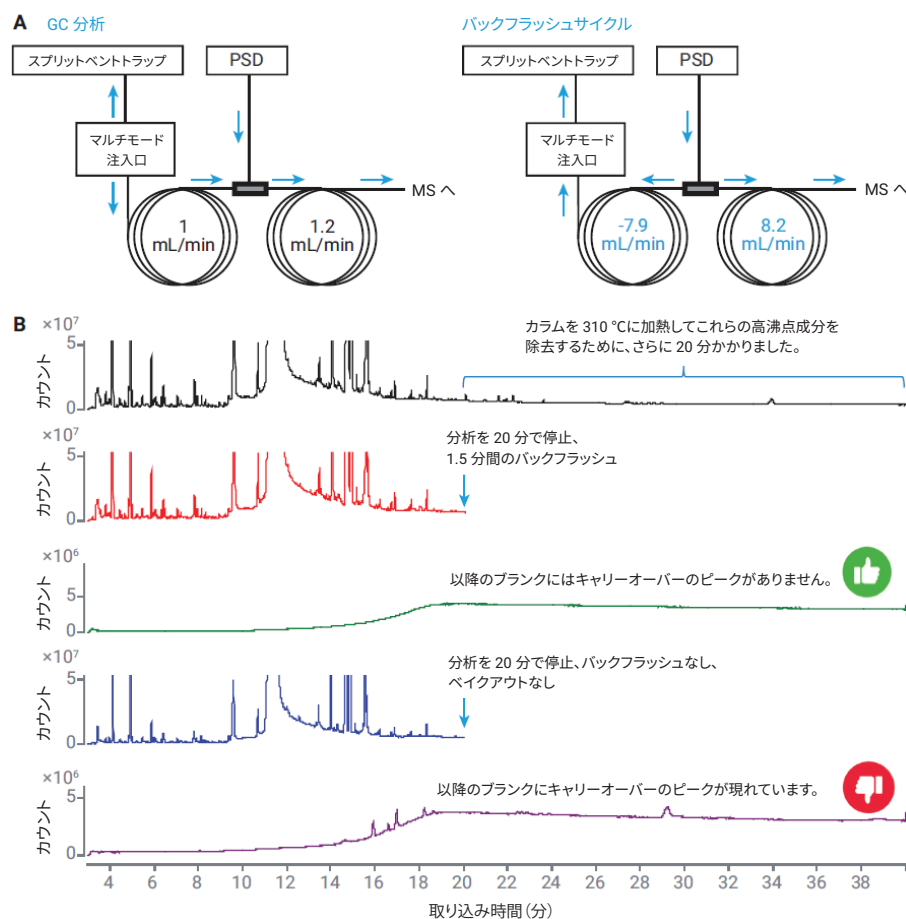 A GC 分析
スプリットベントトラップ
PSD
マルチモード
注入口
MS へ
1
mL/min
1.2
mL/min
バックフラッシュサイクル
スプリットベントトラップ
PSD
マルチモード
注入口
MS へ
-7.9
mL/min
8.2
mL/min
B
×10⁷
5
0
カウント
カラムを 310 °Cに加熱してこれらの高沸点成分を
除去するために、さらに 20 分かかりました。
×10⁷
5
0
カウント
分析を 20 分で停止、
1.5 分間のバックフラッシュ
×10⁶
5
0
カウント
以降のブランクにはキャリーオーバーのピークがありません。
×10⁷
5
0
カウント
分析を 20 分で停止、バックフラッシュなし、
ベイクアウトなし
×10⁶
5
0
カウント
以降のブランクにキャリーオーバーのピークが現れています。
4 6 8 10 12 14 16 18 20 22 24 26 28 30 32 34 36 38
取り込み時間(分)